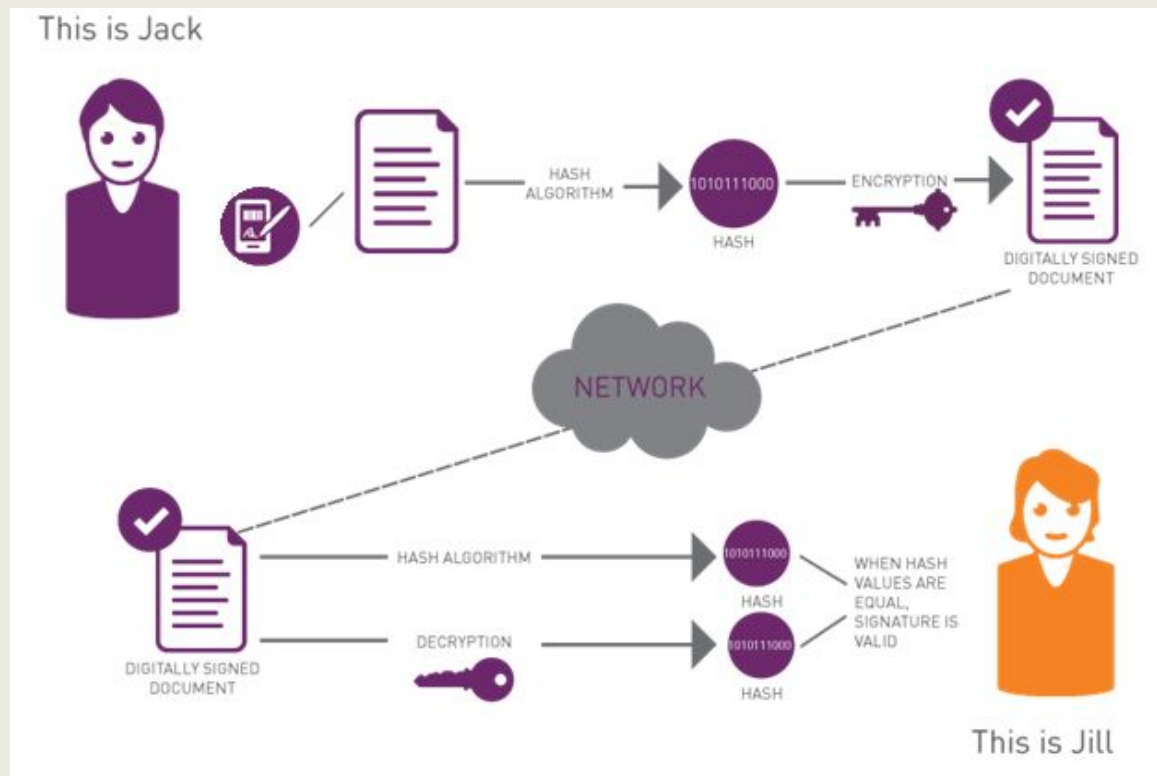 This is Jack
HASH
ALGORITHM
1010111000
HASH
ENCRYPTION
DIGITALLY SIGNED
DOCUMENT
NETWORK
HASH ALGORITHM
1010111000
HASH
DECRYPTION
1010111000
HASH
WHEN HASH
VALUES ARE
EQUAL,
SIGNATURE IS
VALID
DIGITALLY SIGNED
DOCUMENT
This is Jill